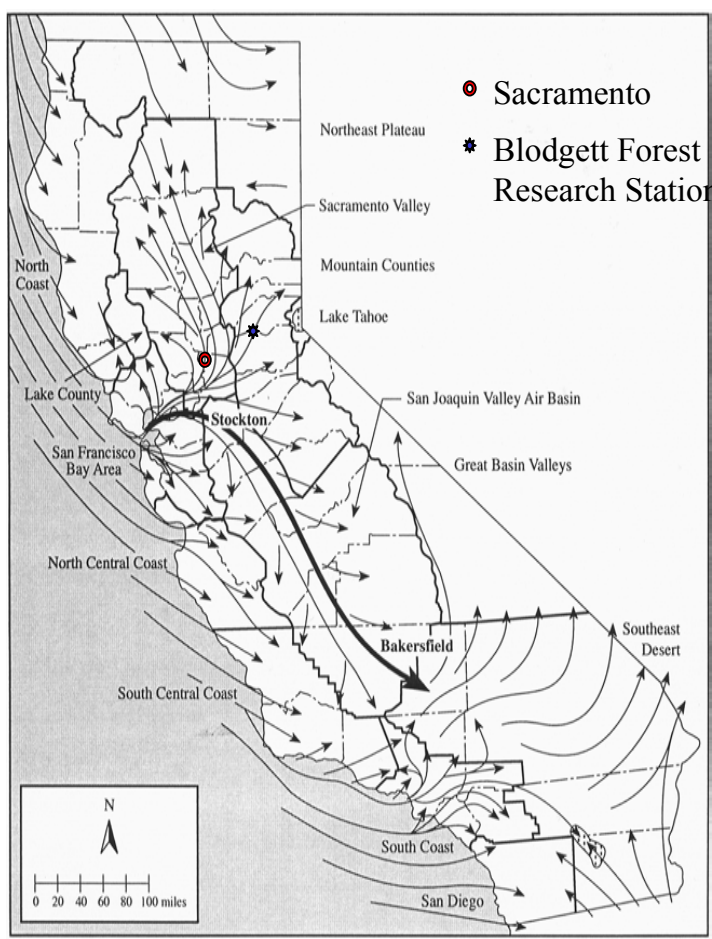 Sacramento
Blodgett Forest
Research Station
Northeast Plateau
Sacramento Valley
Mountain Counties
North
Coast
Lake Tahoe
Lake County
San Joaquin Valley Air Basin
Stockton
San Francisco
Bay Area
Great Basin Valleys
North Central Coast
Southeast
Desert
Bakersfield
South Central Coast
N
0 20 40 60 80 100 miles
South Coast
San Diego